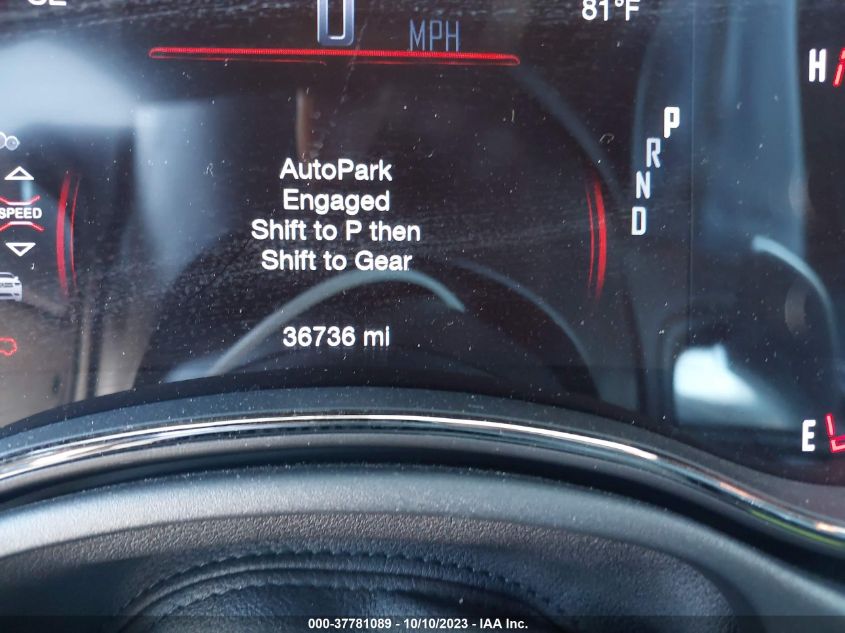 0 MPH
81°F
H
P
R
N
D
SPEED
AutoPark
Engaged
Shift to P then
Shift to Gear
36736 mi
E
000-37781089 - 10/10/2023 - IAA Inc.